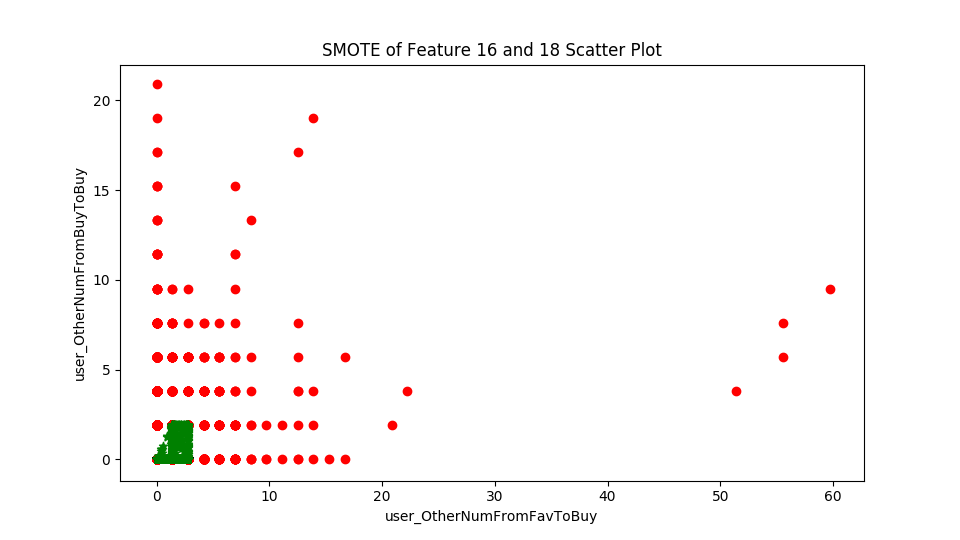 SMOTE of Feature 16 and 18 Scatter Plot
20
15
10
5
0
user_OtherNumFromBuyToBuy
0 10 20 30 40 50 60
user_OtherNumFromFavToBuy